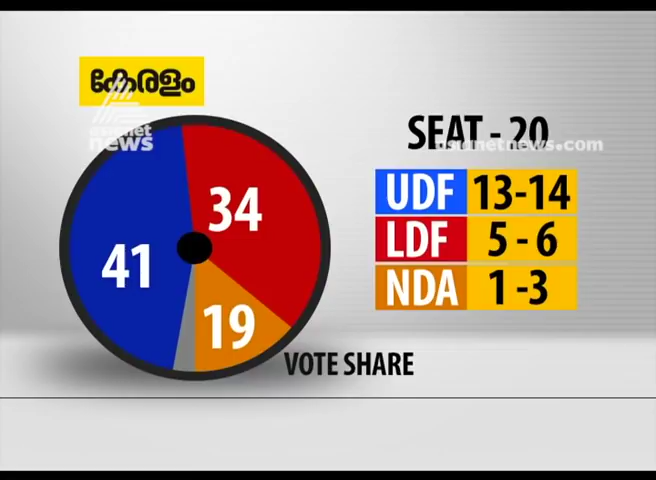 കേരളം
asianet
news
SEAT - 20
asianetnews.com
UDF 13-14
LDF 5 - 6
NDA 1 -3
34
41
19
VOTE SHARE